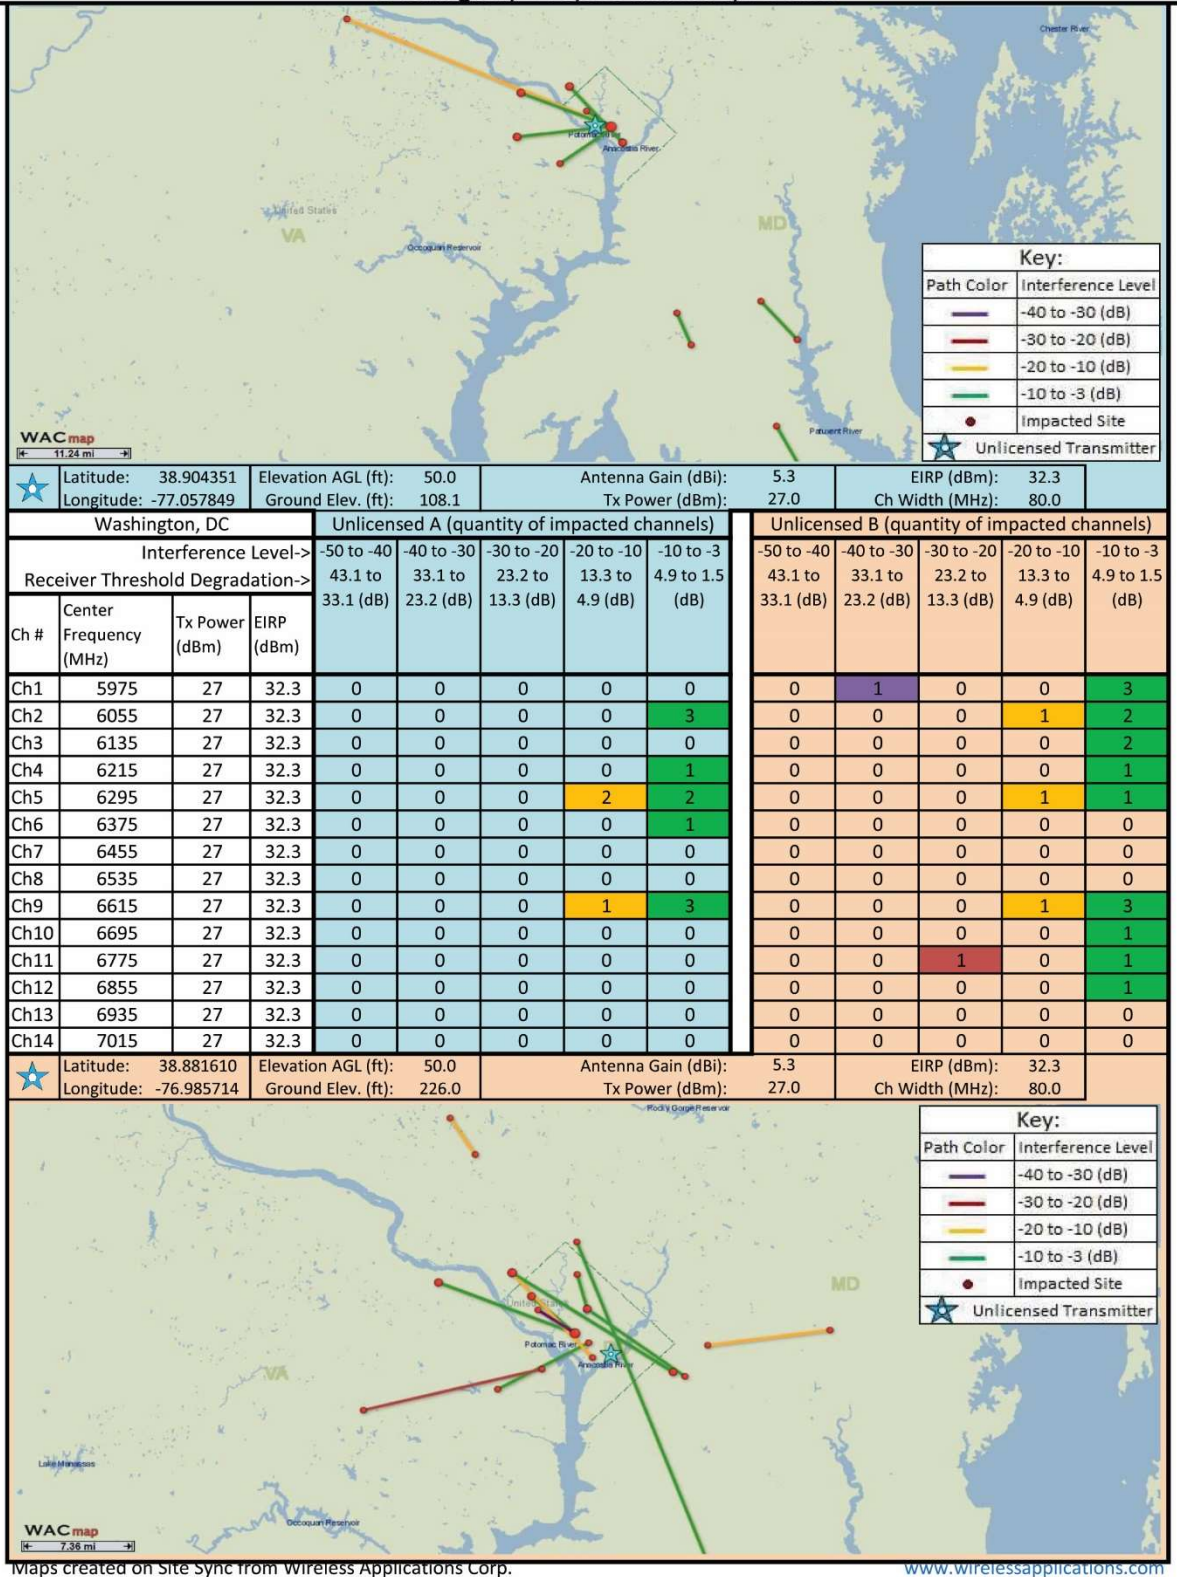 Chester River
Potomac River
Anacostia River
United States
VA
MD
Occoquan Reservoir
Patuxent River
Key:
Path Color Interference Level
-40 to -30 (dB)
-30 to -20 (dB)
-20 to -10 (dB)
-10 to -3 (dB)
Impacted Site
Unlicensed Transmitter
WACmap
11.24 mi
Latitude: 38.904351 Elevation AGL (ft): 50.0 Antenna Gain (dBi): 5.3 EIRP (dBm): 32.3
Longitude: -77.057849 Ground Elev. (ft): 108.1 Tx Power (dBm): 27.0 Ch Width (MHz): 80.0
Washington, DC Unlicensed A (quantity of impacted channels) Unlicensed B (quantity of impacted channels)
Interference Level-> -50 to -40 -40 to -30 -30 to -20 -20 to -10 -10 to -3 -50 to -40 -40 to -30 -30 to -20 -20 to -10 -10 to -3
Receiver Threshold Degradation-> 43.1 to 33.1 to 23.2 to 13.3 to 4.9 to 1.5 43.1 to 33.1 to 23.2 to 13.3 to 4.9 to 1.5
33.1 (dB) 23.2 (dB) 13.3 (dB) 4.9 (dB) (dB) 33.1 (dB) 23.2 (dB) 13.3 (dB) 4.9 (dB) (dB)
Ch # Center Frequency (MHz) Tx Power (dBm) EIRP (dBm)
Ch1 5975 27 32.3 0 0 0 0 0 0 1 0 0 3
Ch2 6055 27 32.3 0 0 0 0 3 0 0 0 1 2
Ch3 6135 27 32.3 0 0 0 0 0 0 0 0 0 2
Ch4 6215 27 32.3 0 0 0 0 1 0 0 0 0 1
Ch5 6295 27 32.3 0 0 0 2 2 0 0 0 1 1
Ch6 6375 27 32.3 0 0 0 0 1 0 0 0 0 0
Ch7 6455 27 32.3 0 0 0 0 0 0 0 0 0 0
Ch8 6535 27 32.3 0 0 0 0 0 0 0 0 0 0
Ch9 6615 27 32.3 0 0 0 1 3 0 0 0 1 3
Ch10 6695 27 32.3 0 0 0 0 0 0 0 0 0 1
Ch11 6775 27 32.3 0 0 0 0 0 0 0 1 0 1
Ch12 6855 27 32.3 0 0 0 0 0 0 0 0 0 1
Ch13 6935 27 32.3 0 0 0 0 0 0 0 0 0 0
Ch14 7015 27 32.3 0 0 0 0 0 0 0 0 0 0
Latitude: 38.881610 Elevation AGL (ft): 50.0 Antenna Gain (dBi): 5.3 EIRP (dBm): 32.3
Longitude: -76.985714 Ground Elev. (ft): 226.0 Tx Power (dBm): 27.0 Ch Width (MHz): 80.0
Rocky Gorge Reservoir
Key:
Path Color Interference Level
-40 to -30 (dB)
-30 to -20 (dB)
-20 to -10 (dB)
-10 to -3 (dB)
Impacted Site
Unlicensed Transmitter
MD
United States
Potomac River
Anacostia River
VA
Lake Manassas
Occoquan Reservoir
WACmap
7.36 mi
Maps created on Site Sync from Wireless Applications Corp. www.wirelessapplications.com